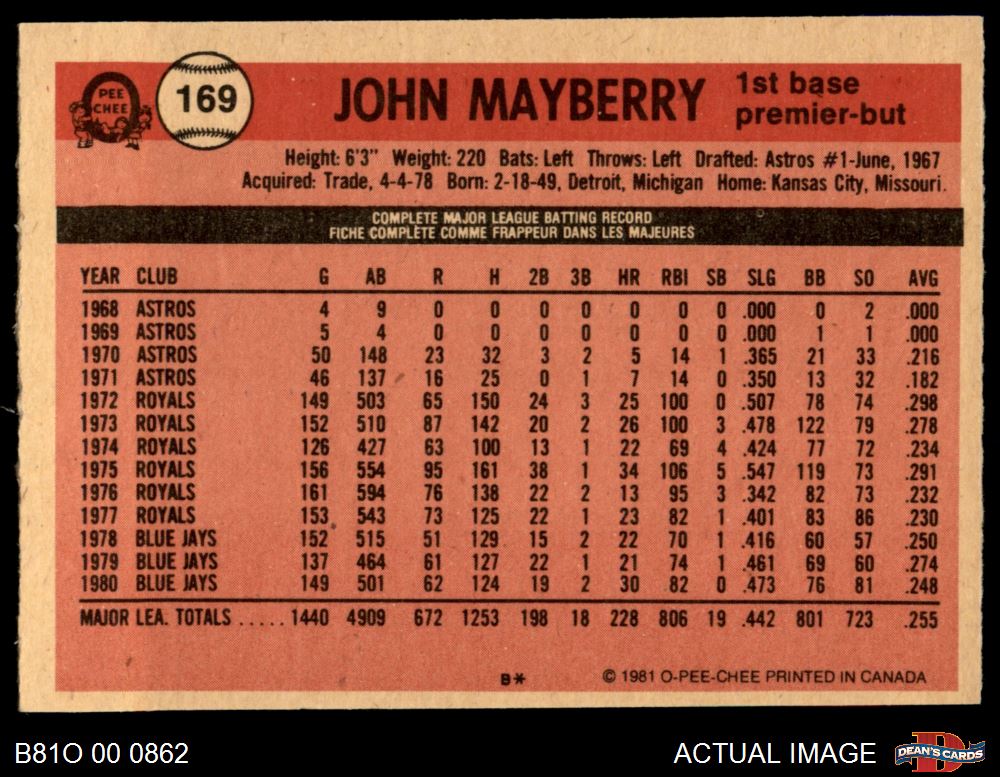 O
PEE
CHEE
169
JOHN MAYBERRY
1st base
premier-but
Height: 6'3" Weight: 220 Bats: Left Throws: Left Drafted: Astros #1-June, 1967
Acquired: Trade, 4-4-78 Born: 2-18-49, Detroit, Michigan Home: Kansas City, Missouri.
COMPLETE MAJOR LEAGUE BATTING RECORD
FICHE COMPLÈTE COMME FRAPPEUR DANS LES MAJEURES
YEAR CLUB G AB R H 2B 3B HR RBI SB SLG BB SO AVG
1968 ASTROS 4 9 0 0 0 0 0 0 0 .000 0 2 .000
1969 ASTROS 5 4 0 0 0 0 0 0 0 .000 1 1 .000
1970 ASTROS 50 148 23 32 3 2 5 14 1 .365 21 33 .216
1971 ASTROS 46 137 16 25 0 1 7 14 0 .350 13 32 .182
1972 ROYALS 149 503 65 150 24 3 25 100 0 .507 78 74 .298
1973 ROYALS 152 510 87 142 20 2 26 100 3 .478 122 79 .278
1974 ROYALS 126 427 63 100 13 1 22 69 4 .424 77 72 .234
1975 ROYALS 156 554 95 161 38 1 34 106 5 .547 119 73 .291
1976 ROYALS 161 594 76 138 22 2 13 95 3 .342 82 73 .232
1977 ROYALS 153 543 73 125 22 1 23 82 1 .401 83 86 .230
1978 BLUE JAYS 152 515 51 129 15 2 22 70 1 .416 60 57 .250
1979 BLUE JAYS 137 464 61 127 22 1 21 74 1 .461 69 60 .274
1980 BLUE JAYS 149 501 62 124 19 2 30 82 0 .473 76 81 .248
MAJOR LEA. TOTALS ..... 1440 4909 672 1253 198 18 228 806 19 .442 801 723 .255
B*
© 1981 O-PEE-CHEE PRINTED IN CANADA
B81O 00 0862
ACTUAL IMAGE
D
DEAN'S CARDS